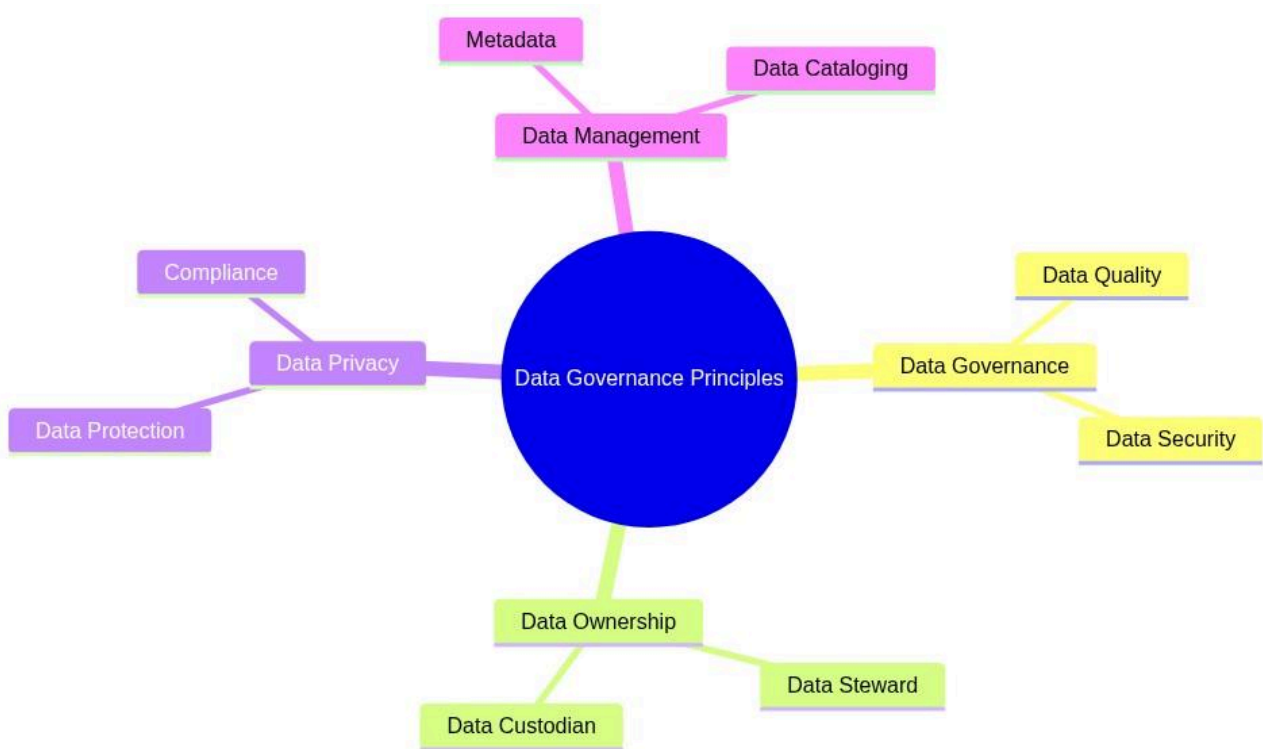 Metadata
Data Cataloging
Data Management
Compliance
Data Quality
Data Privacy
Data Governance Principles
Data Governance
Data Protection
Data Security
Data Ownership
Data Steward
Data Custodian